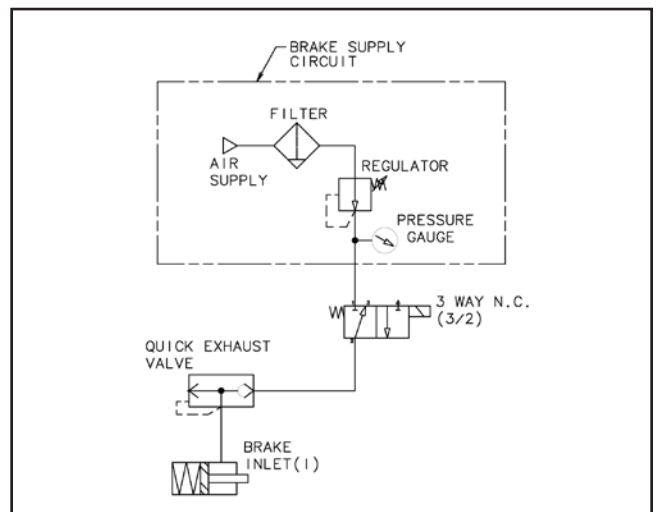 BRAKE SUPPLY
CIRCUIT
FILTER
AIR
SUPPLY
REGULATOR
PRESSURE
GAUGE
3 WAY N.C.
(3/2)
QUICK EXHAUST
VALVE
BRAKE
INLET(1)